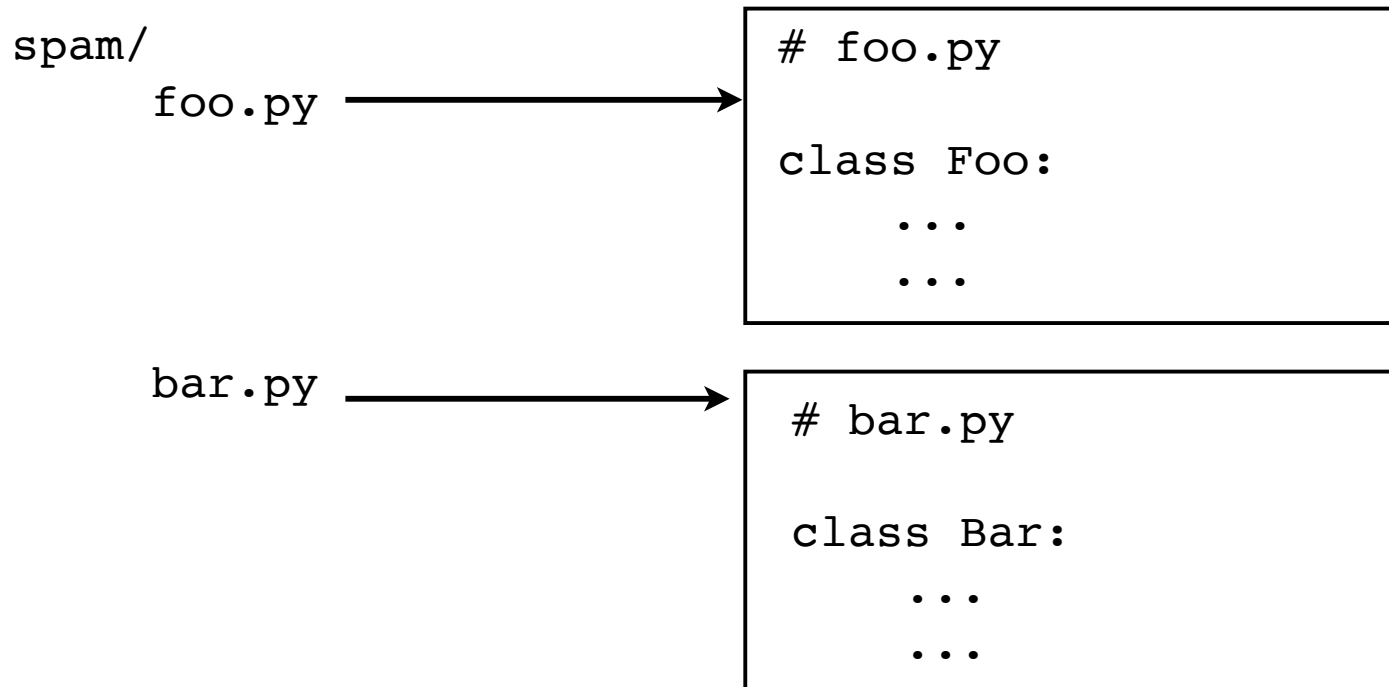 spam/
foo.py
# foo.py
class Foo:
...
...
bar.py
# bar.py
class Bar:
...
...